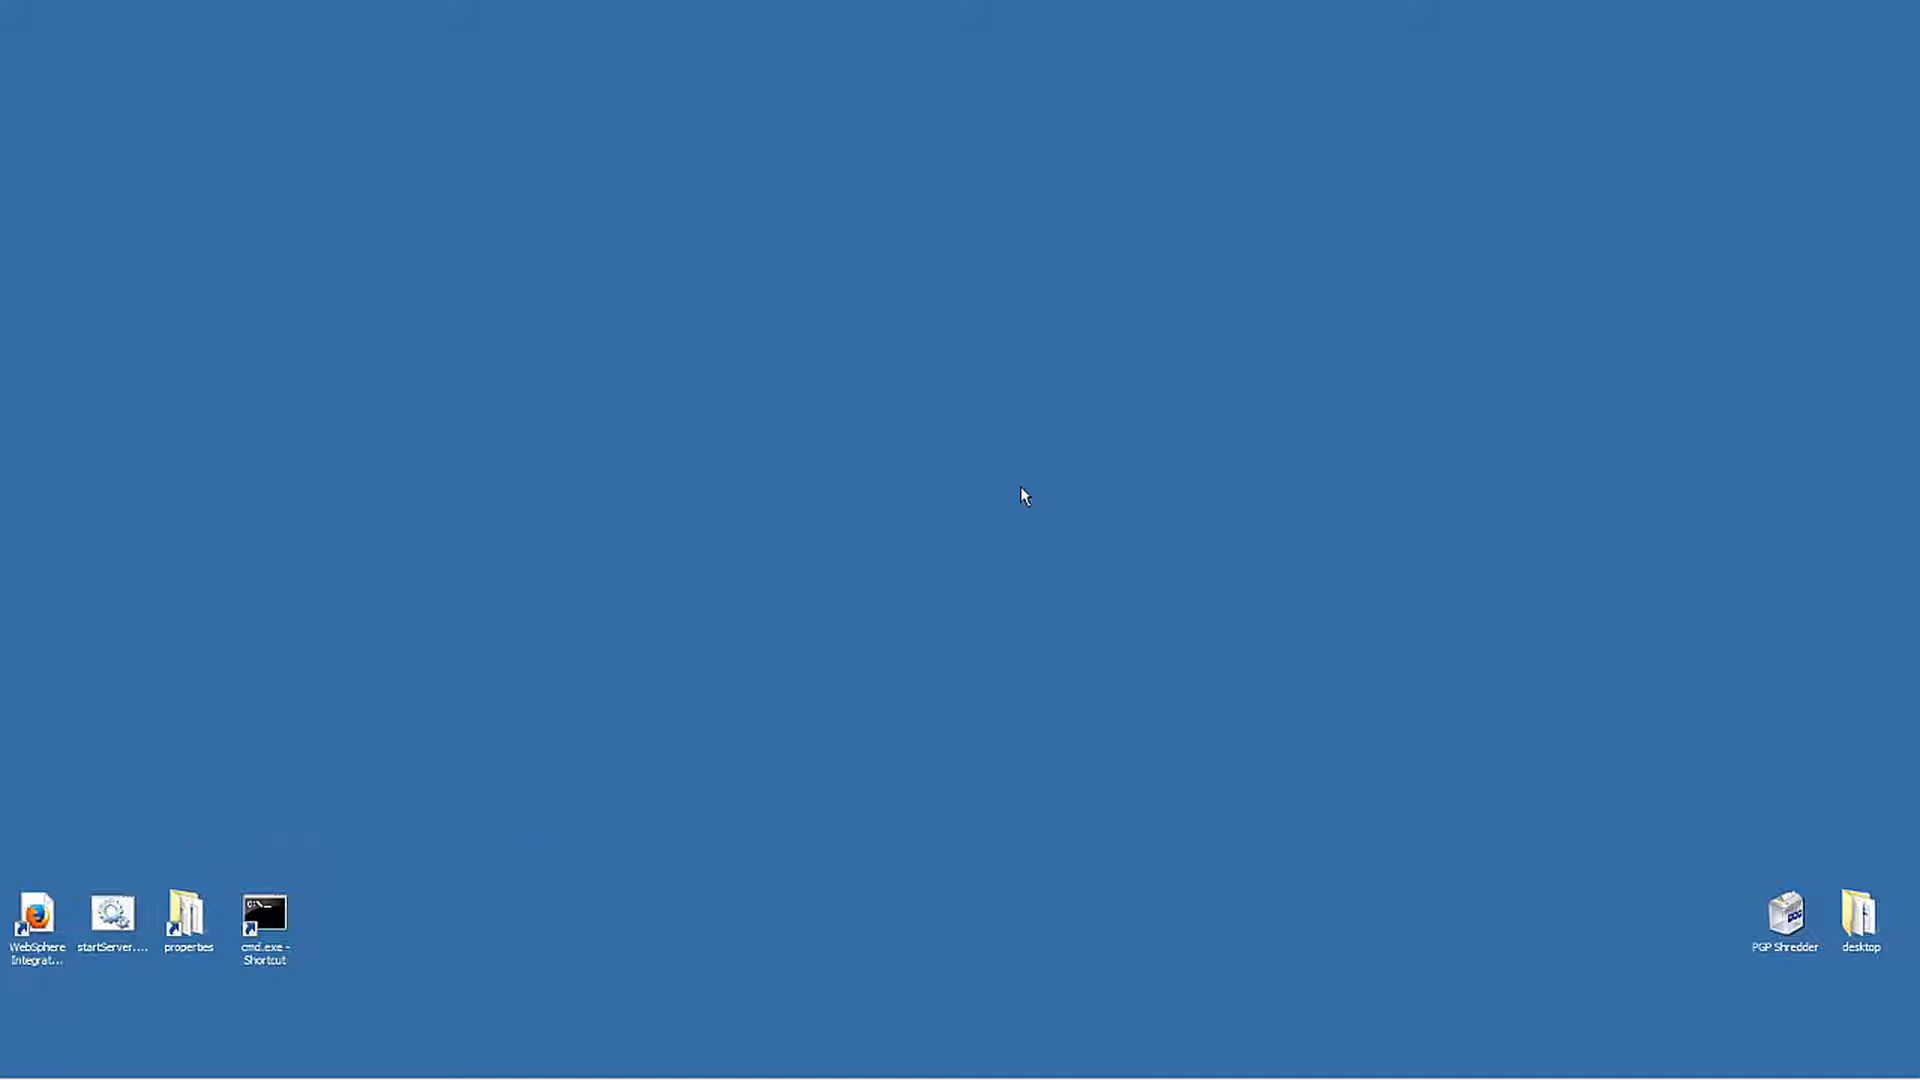 WebSphere
Integrat...
startServer....
properties
cmd.exe -
Shortcut
PGP Shredder
desktop